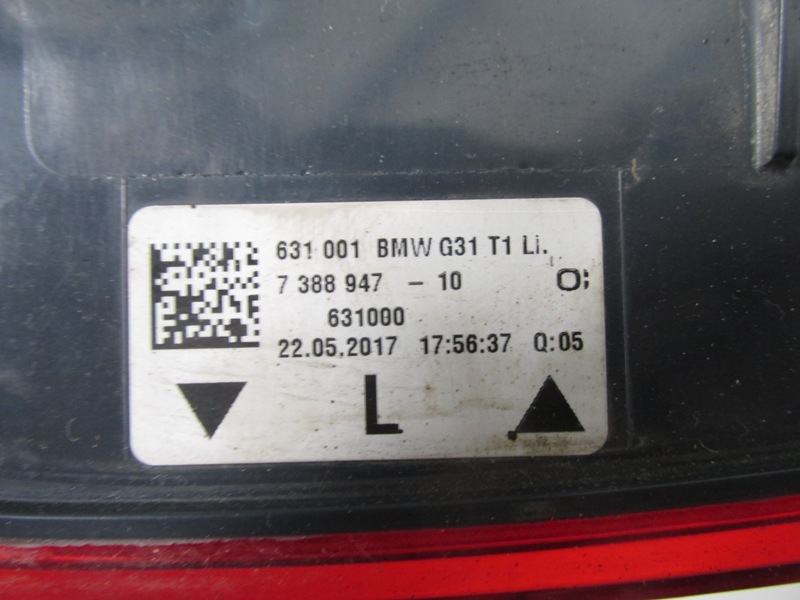 631 001 BMW G31 T1 Li.
7 388 947 - 10
631000
22.05.2017 17:56:37 Q:05
L